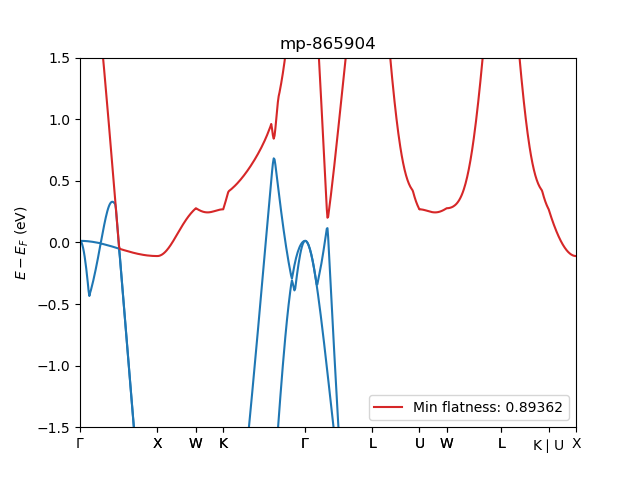 mp-865904
1.5
1.0
0.5
0.0
−0.5
−1.0
−1.5
E − E_F (eV)
Min flatness: 0.89362
Γ X W K Γ L U W L K | U X